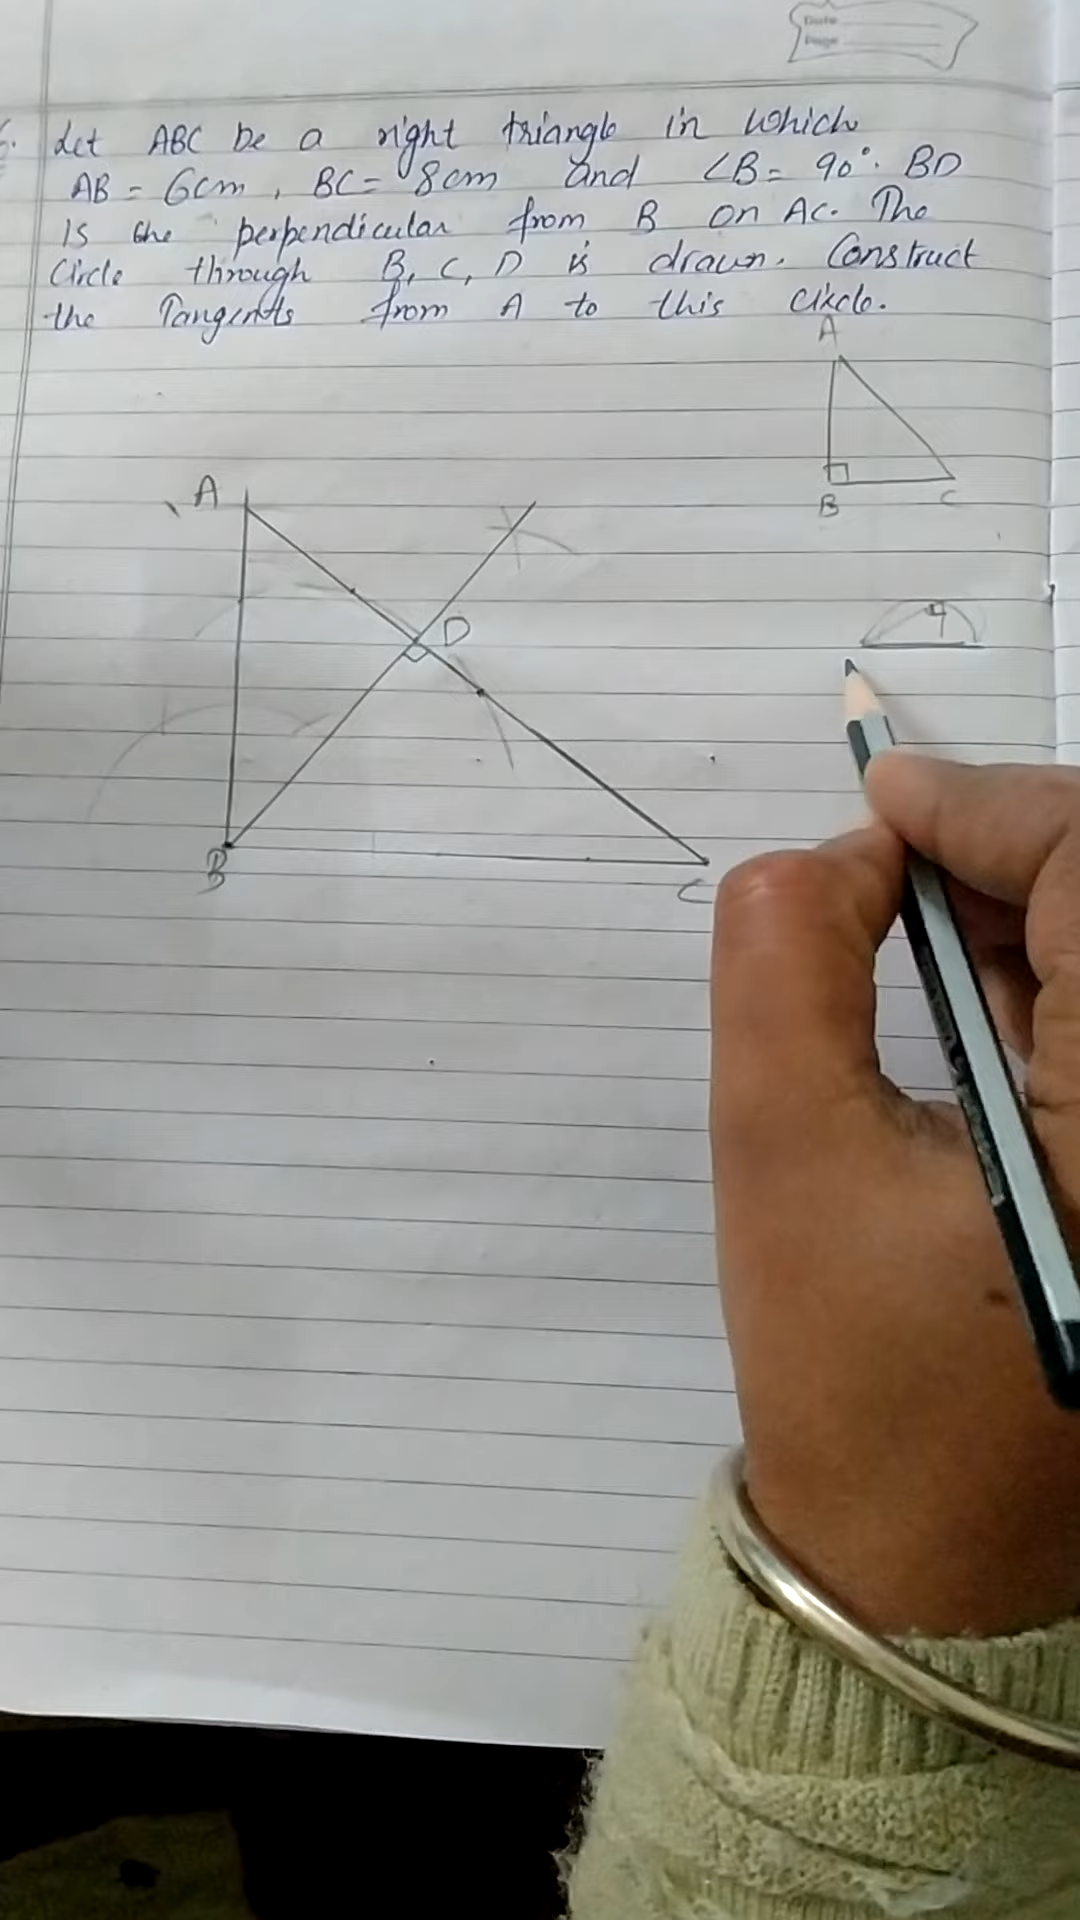 Date
Page
6. Let ABC be a right triangle in which
AB = 6cm, BC = 8cm and ∠B = 90°. BD
is the perpendicular from B on AC. The
Circle through B, C, D is drawn. Construct
the Tangents from A to this circle.
A
B C
A
D
B
C